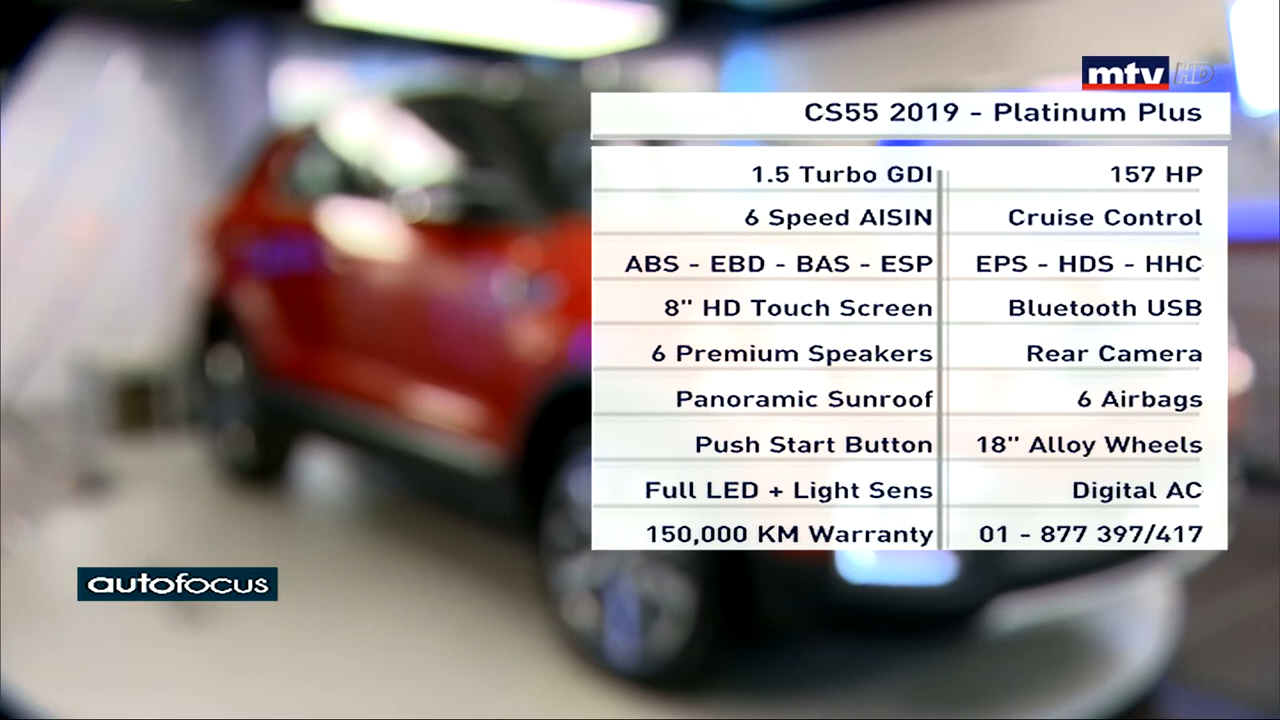 mtv HD
CS55 2019 - Platinum Plus
1.5 Turbo GDI 157 HP
6 Speed AISIN Cruise Control
ABS - EBD - BAS - ESP EPS - HDS - HHC
8" HD Touch Screen Bluetooth USB
6 Premium Speakers Rear Camera
Panoramic Sunroof 6 Airbags
Push Start Button 18" Alloy Wheels
Full LED + Light Sens Digital AC
150,000 KM Warranty 01 - 877 397/417
autofocus